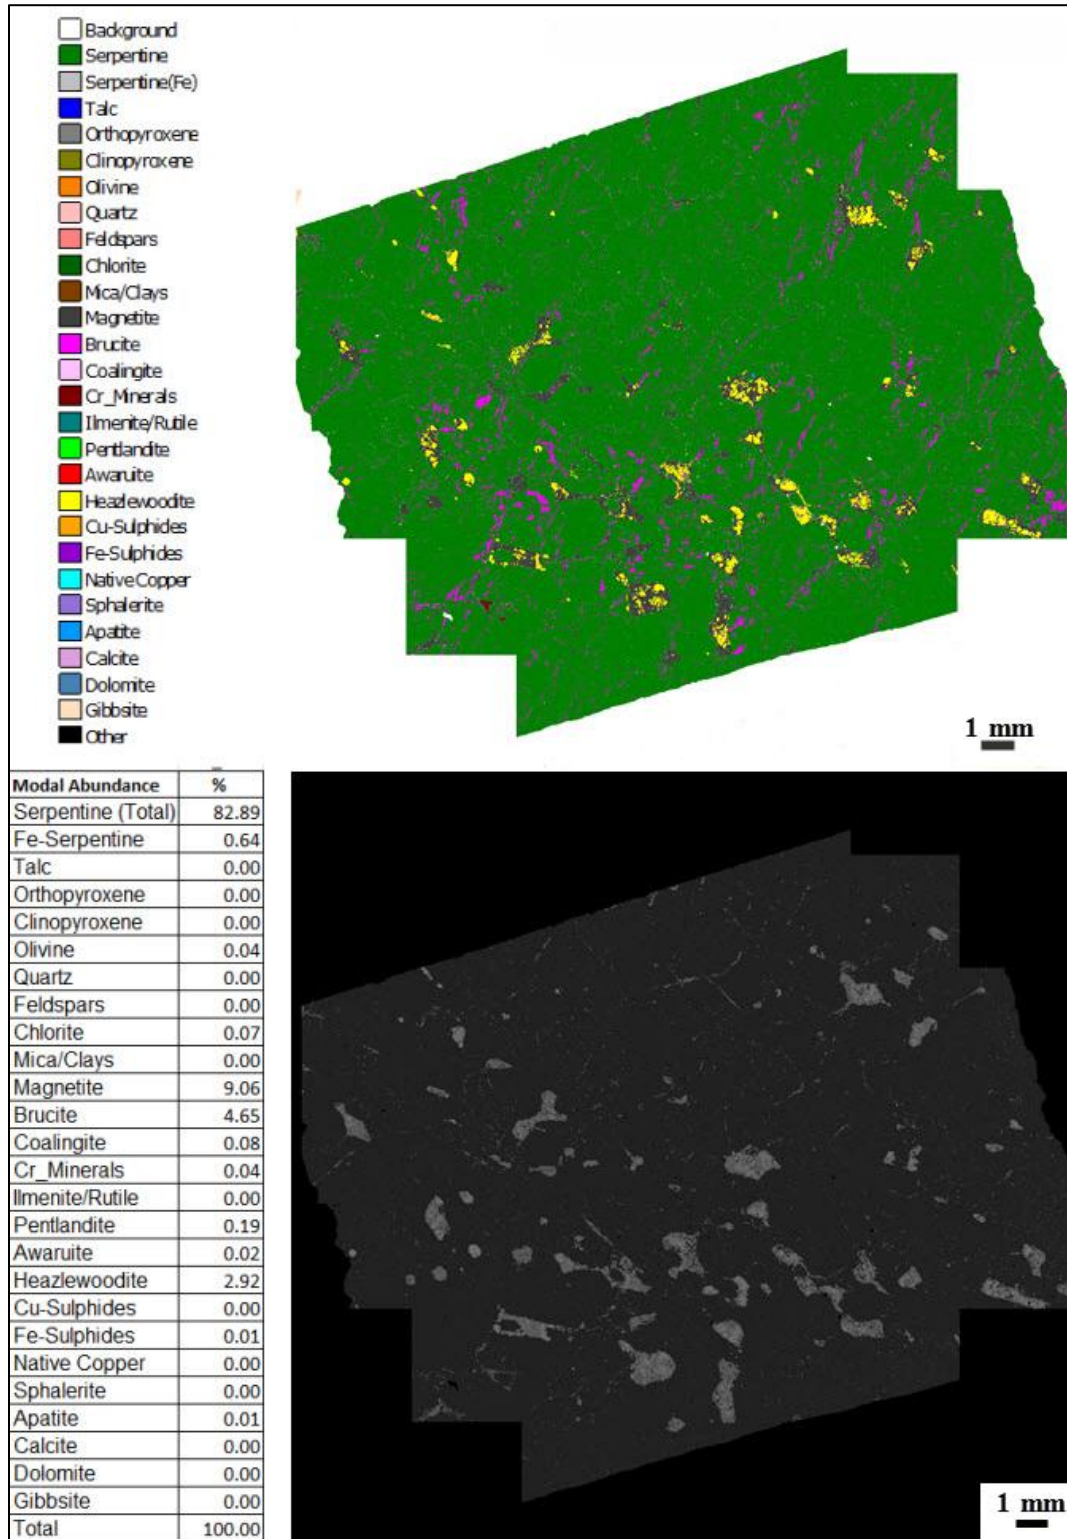 Background
Serpentine
Serpentine(Fe)
Talc
Orthopyroxene
Clinopyroxene
Olivine
Quartz
Feldspars
Chlorite
Mica/Clays
Magnetite
Brucite
Coalingite
Cr_Minerals
Ilmenite/Rutile
Pentlandite
Awaruite
Heazlewoodite
Cu-Sulphides
Fe-Sulphides
Native Copper
Sphalerite
Apatite
Calcite
Dolomite
Gibbsite
Other
1 mm
Modal Abundance %
Serpentine (Total) 82.89
Fe-Serpentine 0.64
Talc 0.00
Orthopyroxene 0.00
Clinopyroxene 0.00
Olivine 0.04
Quartz 0.00
Feldspars 0.00
Chlorite 0.07
Mica/Clays 0.00
Magnetite 9.06
Brucite 4.65
Coalingite 0.08
Cr_Minerals 0.04
Ilmenite/Rutile 0.00
Pentlandite 0.19
Awaruite 0.02
Heazlewoodite 2.92
Cu-Sulphides 0.00
Fe-Sulphides 0.01
Native Copper 0.00
Sphalerite 0.00
Apatite 0.01
Calcite 0.00
Dolomite 0.00
Gibbsite 0.00
Total 100.00
1 mm